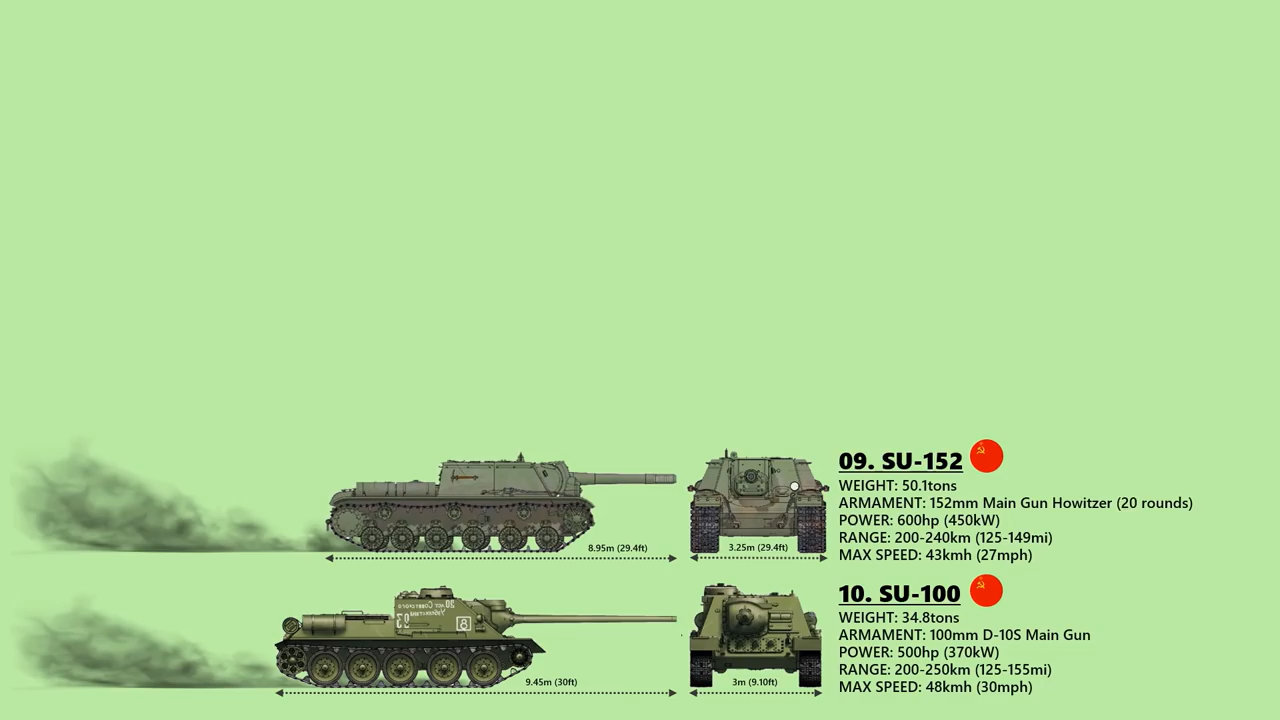 09. SU-152
WEIGHT: 50.1tons
ARMAMENT: 152mm Main Gun Howitzer (20 rounds)
POWER: 600hp (450kW)
RANGE: 200-240km (125-149mi)
MAX SPEED: 43kmh (27mph)
8.95m (29.4ft)
3.25m (29.4ft)
10. SU-100
WEIGHT: 34.8tons
ARMAMENT: 100mm D-10S Main Gun
POWER: 500hp (370kW)
RANGE: 200-250km (125-155mi)
MAX SPEED: 48kmh (30mph)
93
8
9.45m (30ft)
3m (9.10ft)